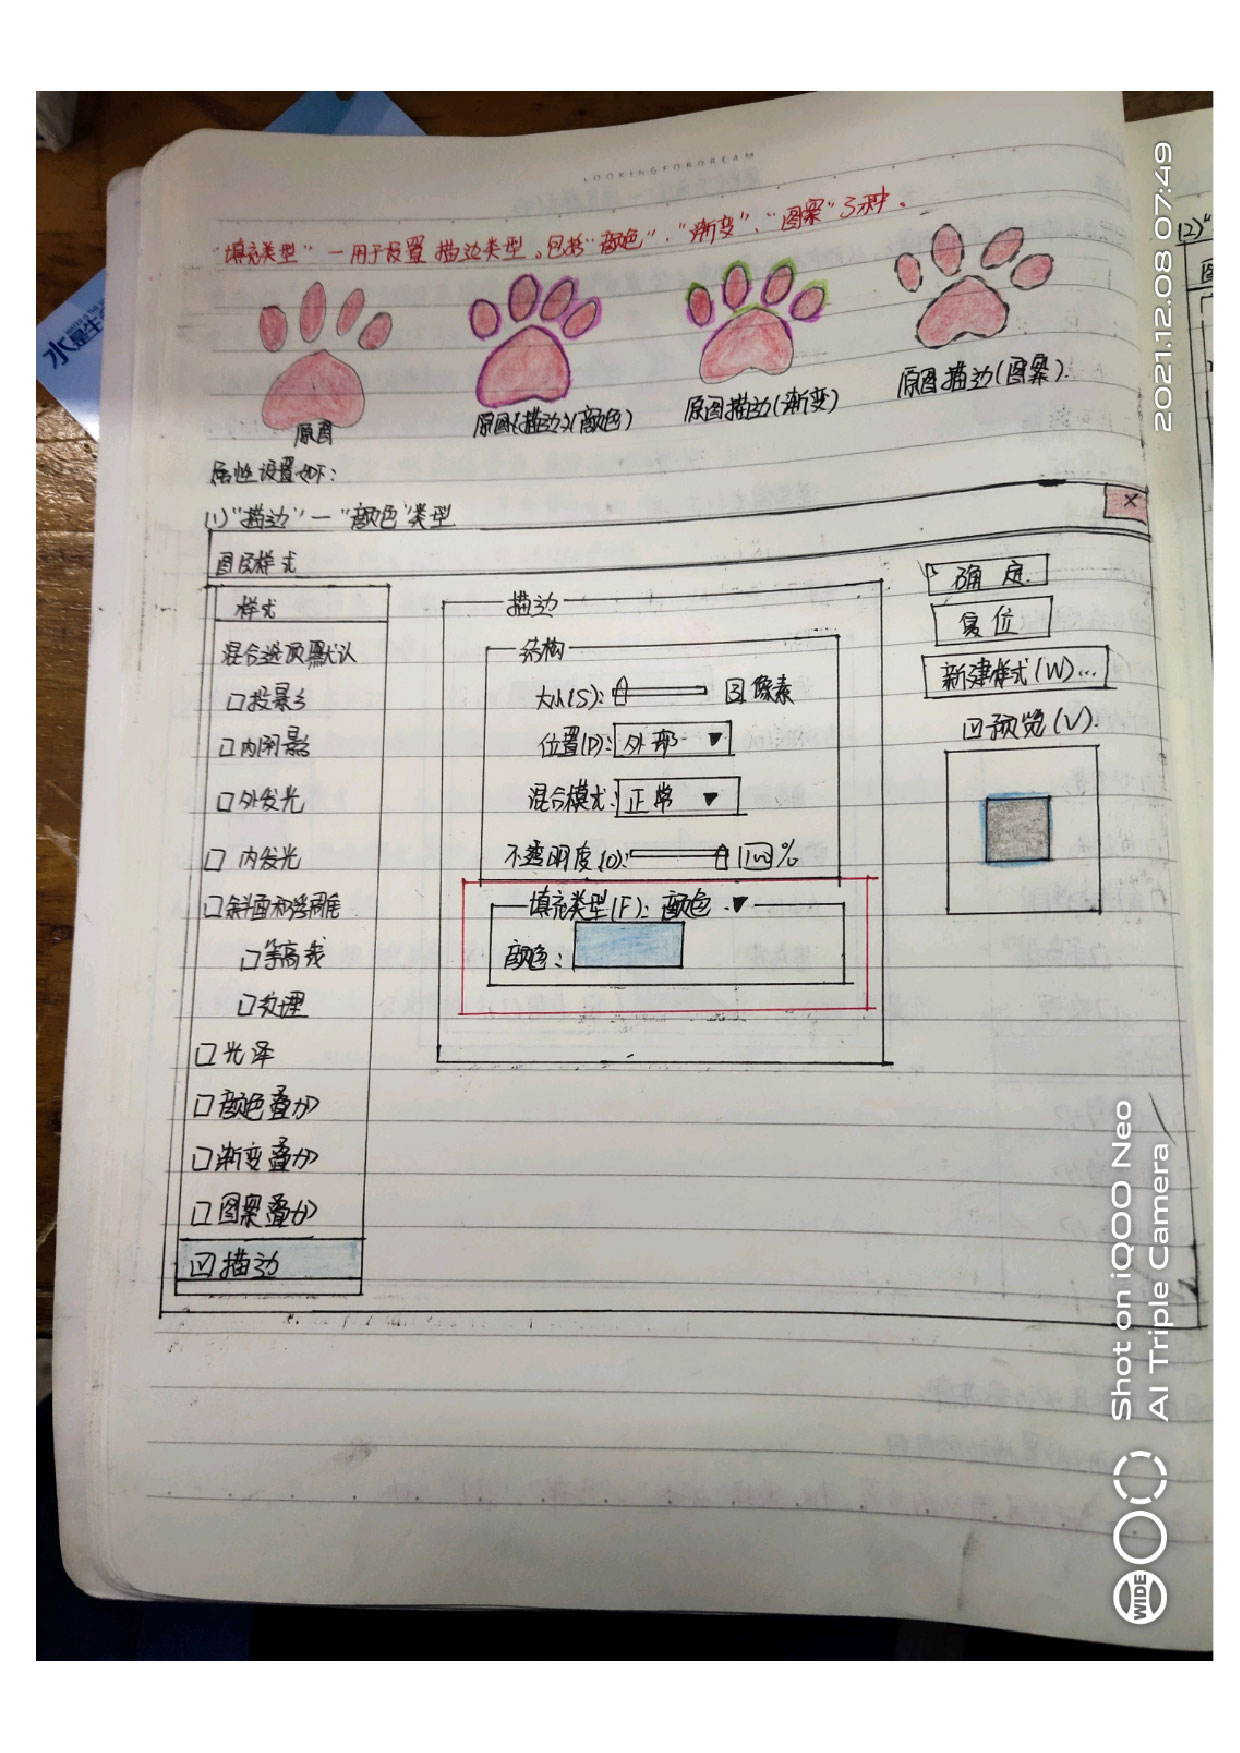 LOOKINGFORDREAM
"填充类型"—用于设置描边类型。包括"颜色"、"渐变"、"图案"3种。
原图
原图(描边)(颜色)
原图描边(渐变)
原图描边(图案).
属性设置如下:
(1)"描边"—"颜色"类型
×
图层样式
样式
混合选项:默认
□投影
□内阴影
□外发光
□内发光
□斜面和浮雕
□等高线
□纹理
□光泽
□颜色叠加
□渐变叠加
□图案叠加
☑描边
描边
结构
大小(S): 3 像素
位置(P): 外部 ▼
混合模式: 正常 ▼
不透明度(O): 100 %
填充类型(F): 颜色 ▼
颜色:
确定
复位
新建样式(W)...
☑预览(V).
(2)"
图
水是生
2021.12.08 07:49
Shot on iQOO Neo
AI Triple Camera
WIDE